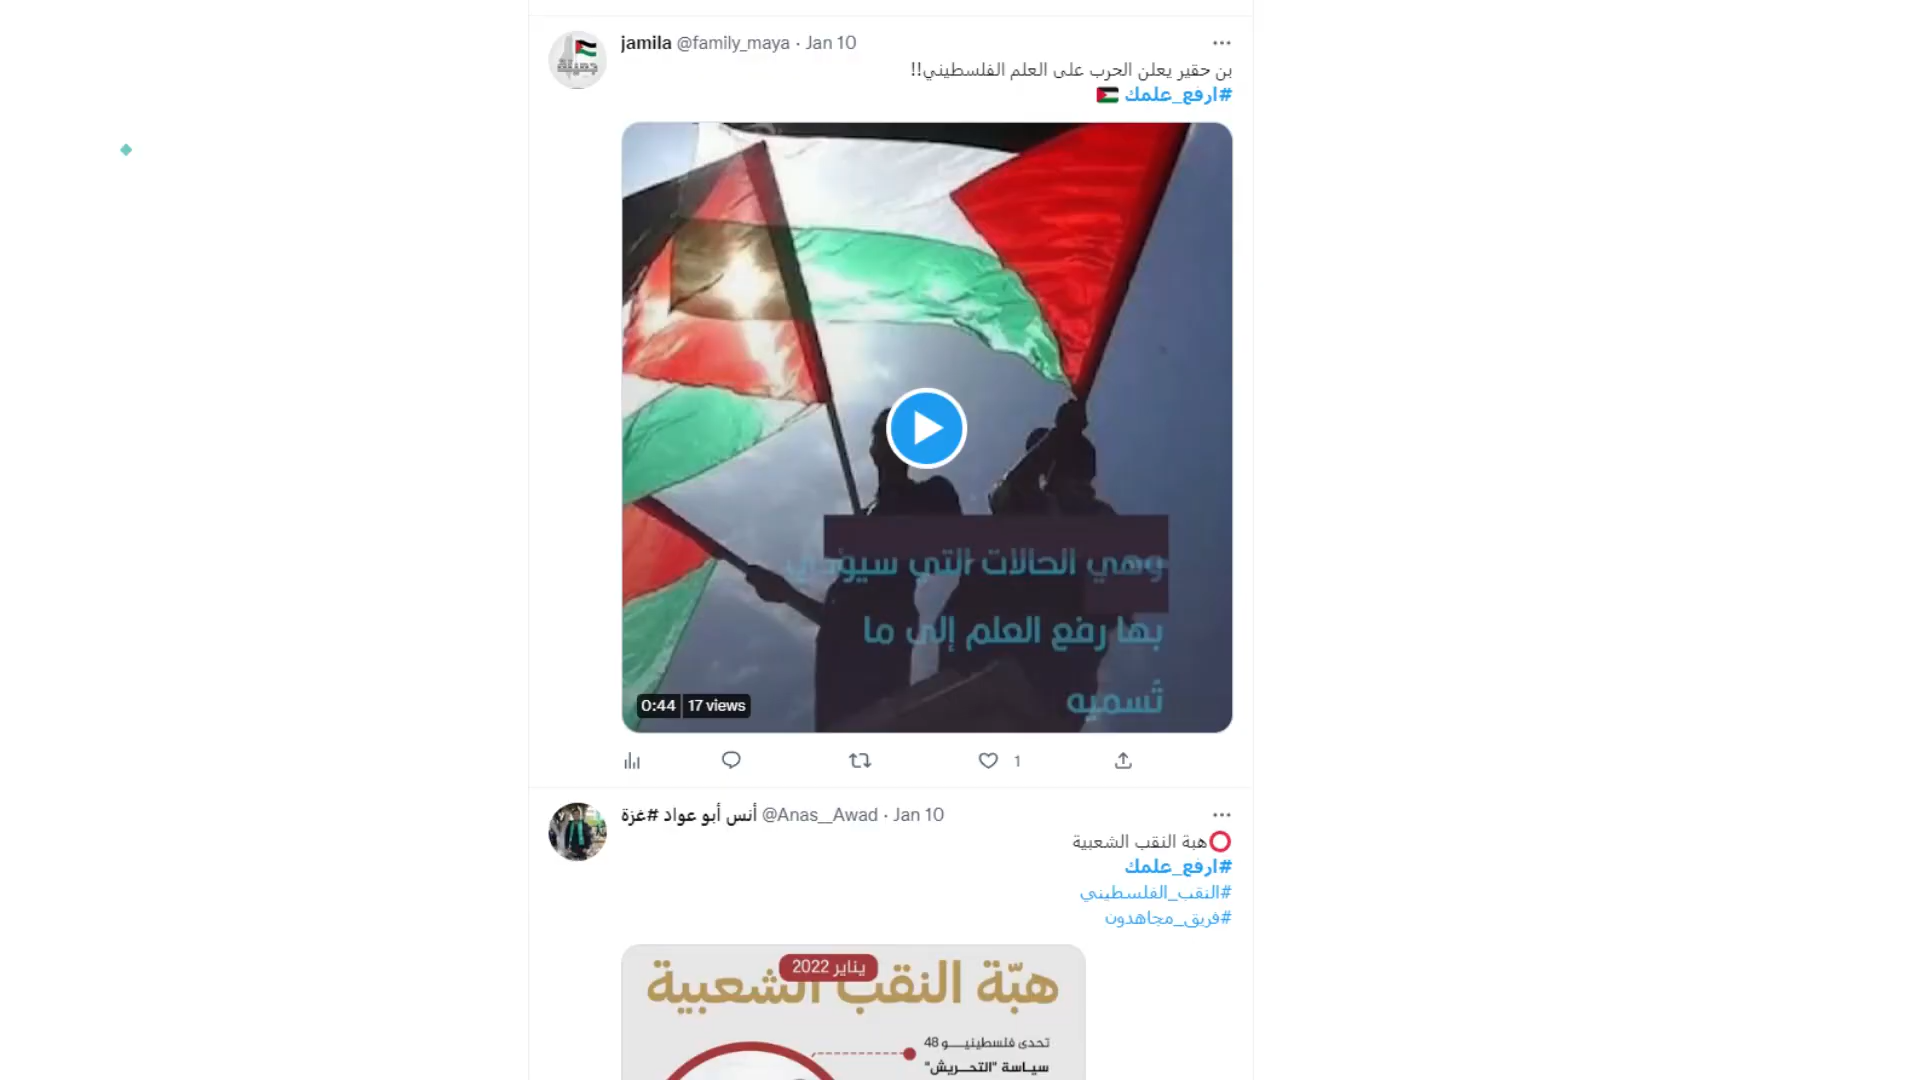 jamila @family_maya · Jan 10
بن حقير يعلن الحرب على العلم الفلسطيني!!
#ارفع_علمك 🇵🇸
وهي الحالات التي سيؤدي
بها رفع العلم إلى ما
تُسميه
0:44 17 views
1
أنس أبو عواد #غزة @Anas__Awad · Jan 10
⭕هبة النقب الشعبية
#ارفع_علمك
#النقب_الفلسطيني
#فريق_مجاهدون
يناير 2022
هبّة النقب الشعبية
تحدى فلسطينيو 48
سياسة "التحريش"